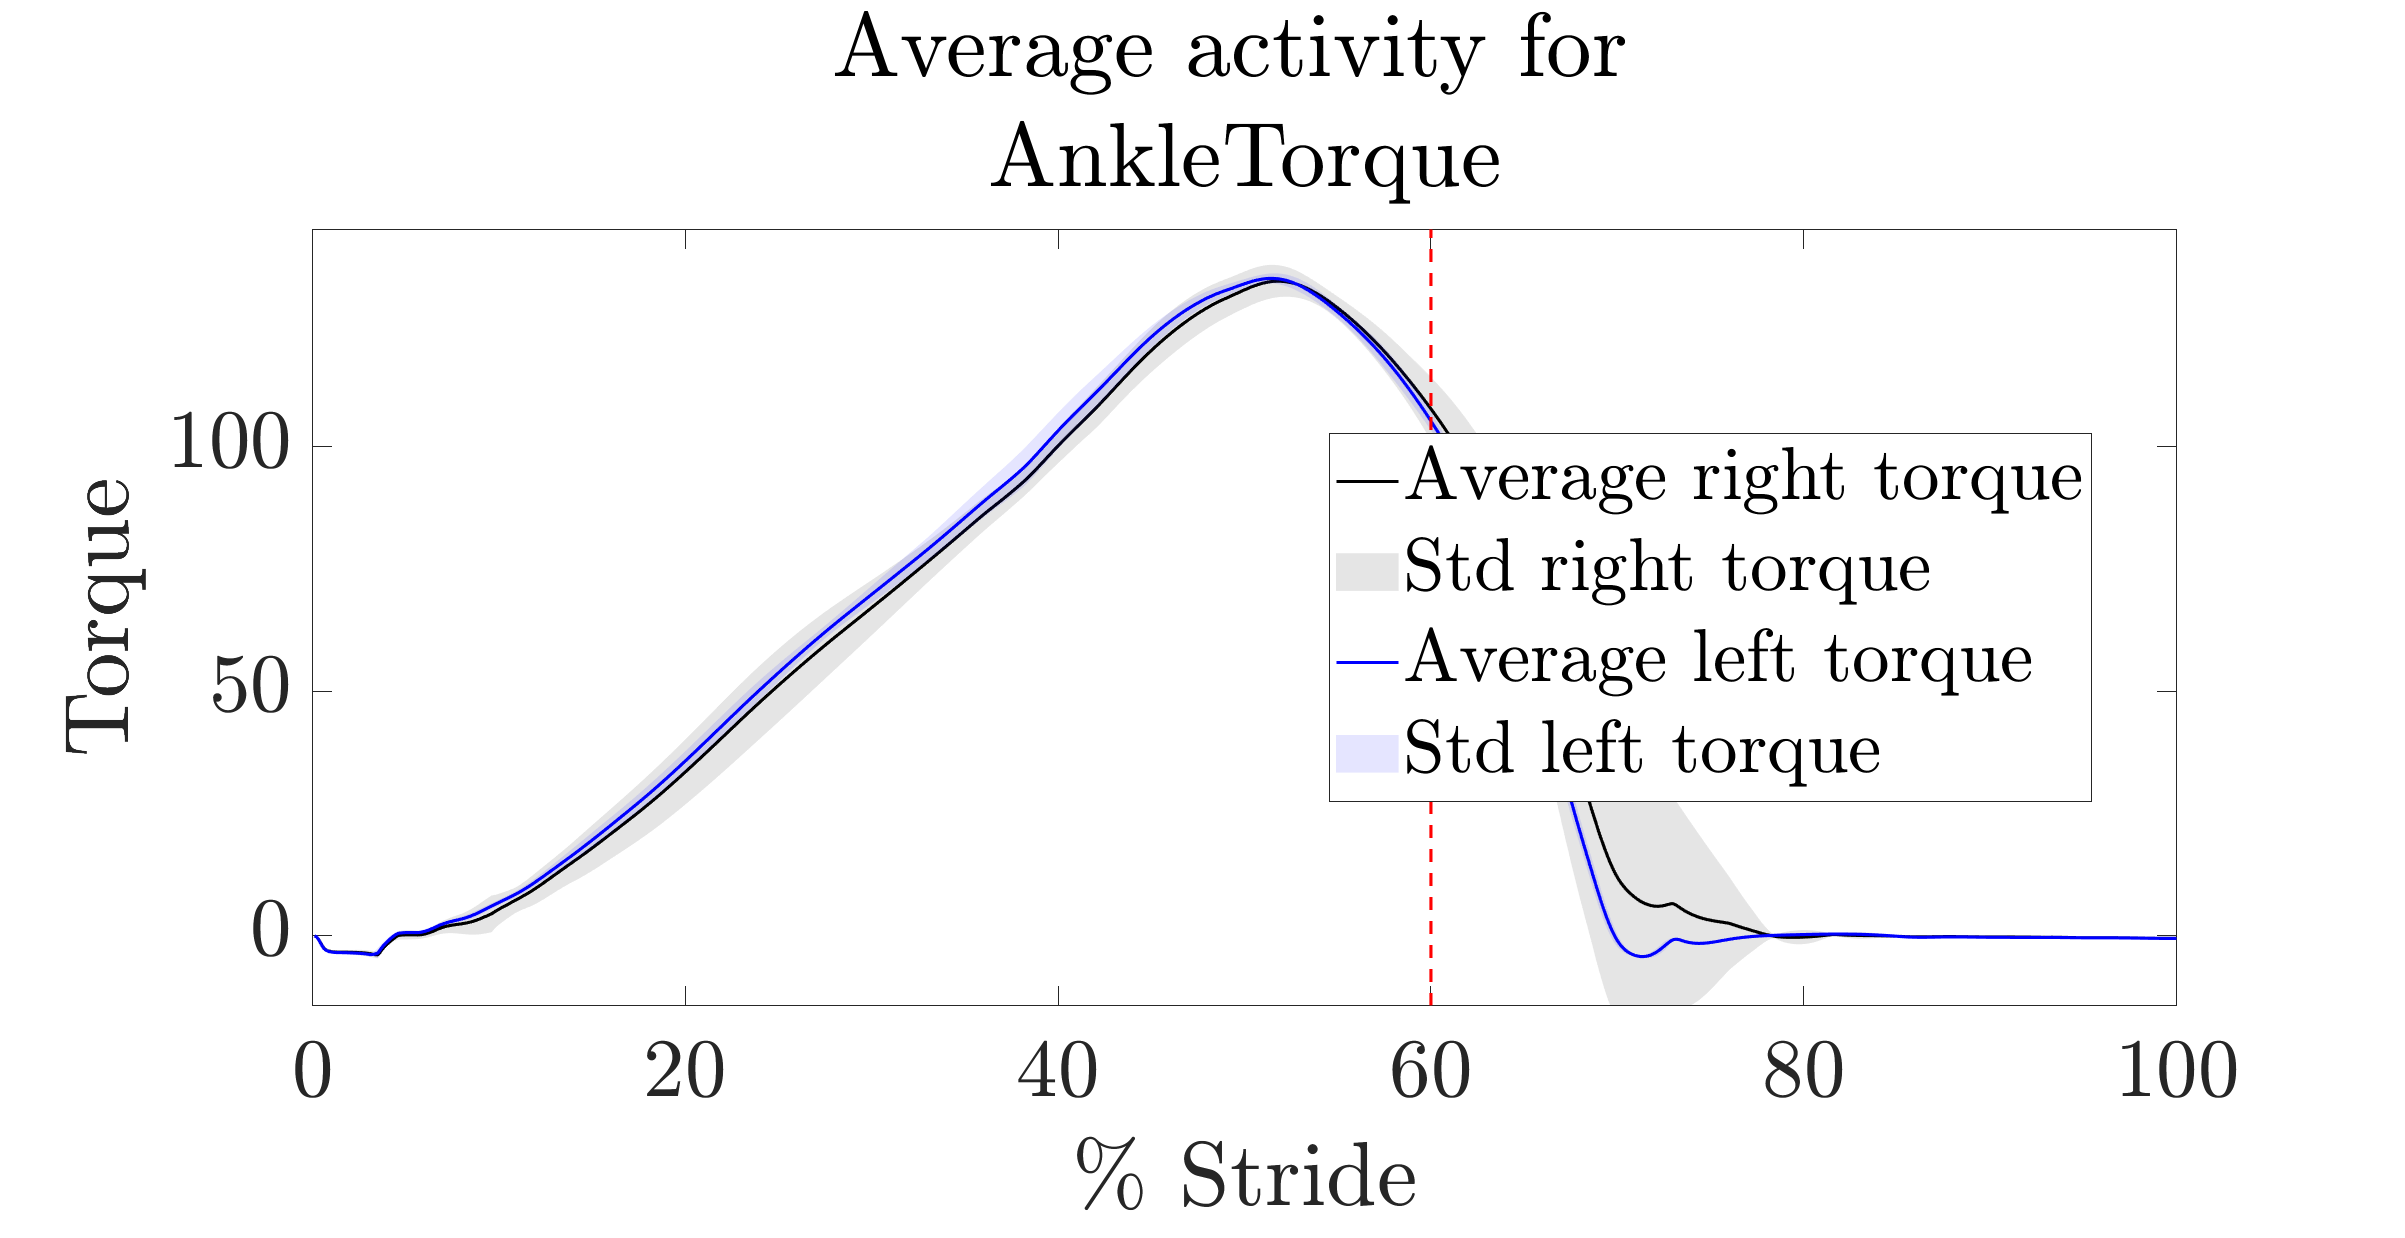 Average activity for
AnkleTorque
Torque
100
50
0
Average right torque
Std right torque
Average left torque
Std left torque
0 20 40 60 80 100
% Stride